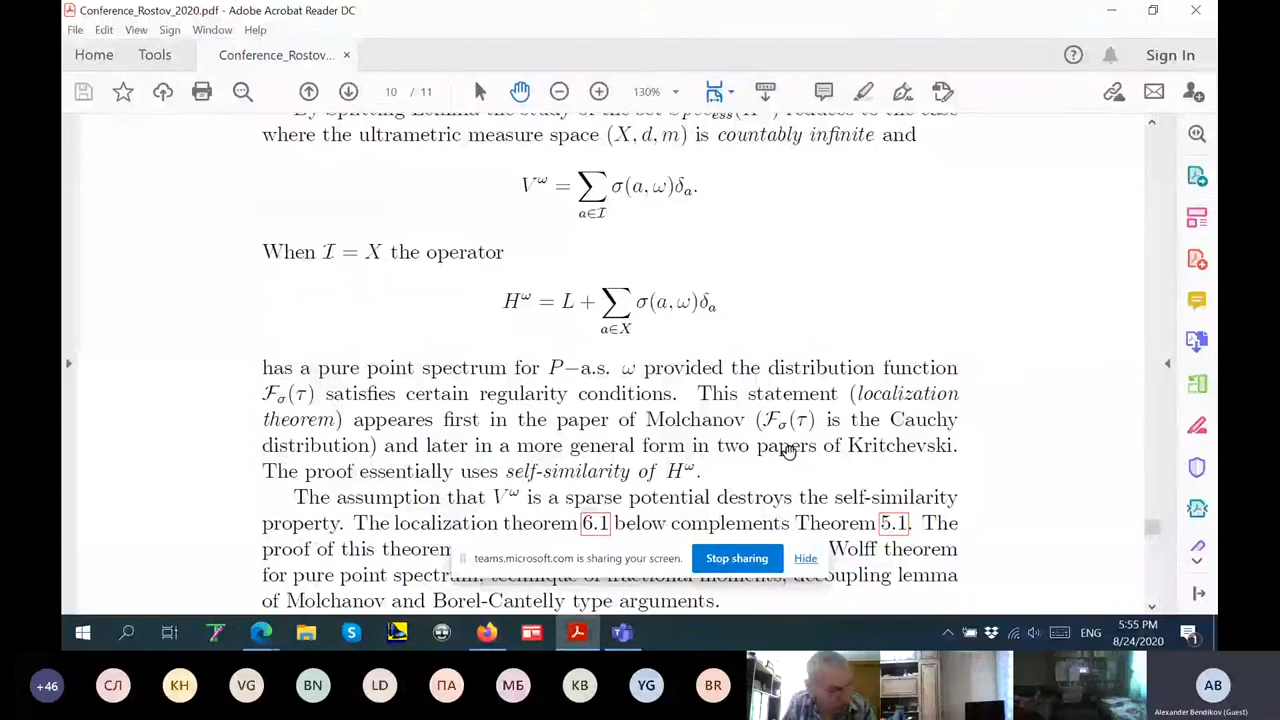 Conference_Rostov_2020.pdf - Adobe Acrobat Reader DC
File Edit View Sign Window Help
Home Tools Conference_Rostov... × Sign In
10 / 11 130%
where the ultrametric measure space (X, d, m) is countably infinite and
V^ω = ∑_{a∈I} σ(a, ω)δ_a.
When I = X the operator
H^ω = L + ∑_{a∈X} σ(a, ω)δ_a
has a pure point spectrum for P−a.s. ω provided the distribution function
F_σ(τ) satisfies certain regularity conditions. This statement (localization
theorem) appeares first in the paper of Molchanov (F_σ(τ) is the Cauchy
distribution) and later in a more general form in two papers of Kritchevski.
The proof essentially uses self-similarity of H^ω.
The assumption that V^ω is a sparse potential destroys the self-similarity
property. The localization theorem 6.1 below complements Theorem 5.1. The
proof of this theorem Wolff theorem
teams.microsoft.com is sharing your screen. Stop sharing Hide
for pure point spectrum, technique of fractional moments, decoupling lemma
of Molchanov and Borel-Cantelly type arguments.
ENG 5:55 PM
8/24/2020
+46 СЛ КН VG BN LD ПА МБ КВ YG BR AB
Alexander Bendikov (Guest)